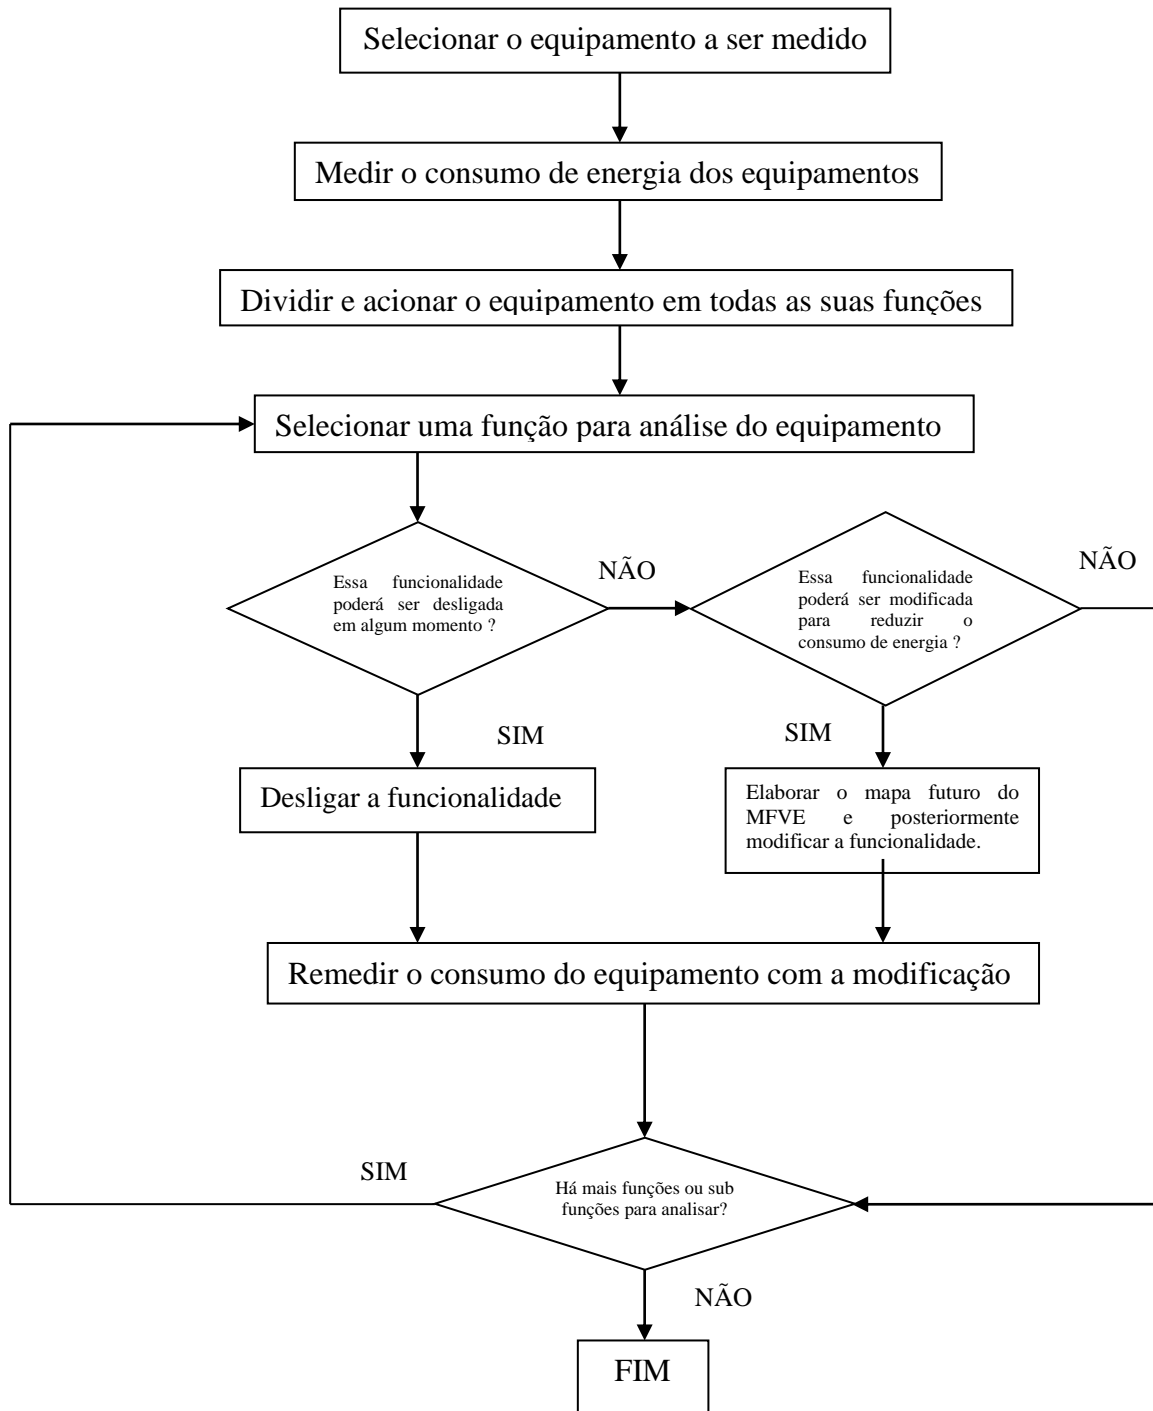 Selecionar o equipamento a ser medido
Medir o consumo de energia dos equipamentos
Dividir e acionar o equipamento em todas as suas funções
Selecionar uma função para análise do equipamento
Essa funcionalidade
poderá ser desligada
em algum momento ?
NÃO
Essa funcionalidade
poderá ser modificada
para reduzir o
consumo de energia ?
NÃO
SIM
SIM
Desligar a funcionalidade
Elaborar o mapa futuro do
MFVE e posteriormente
modificar a funcionalidade.
Remedir o consumo do equipamento com a modificação
SIM
Há mais funções ou sub
funções para analisar?
NÃO
FIM